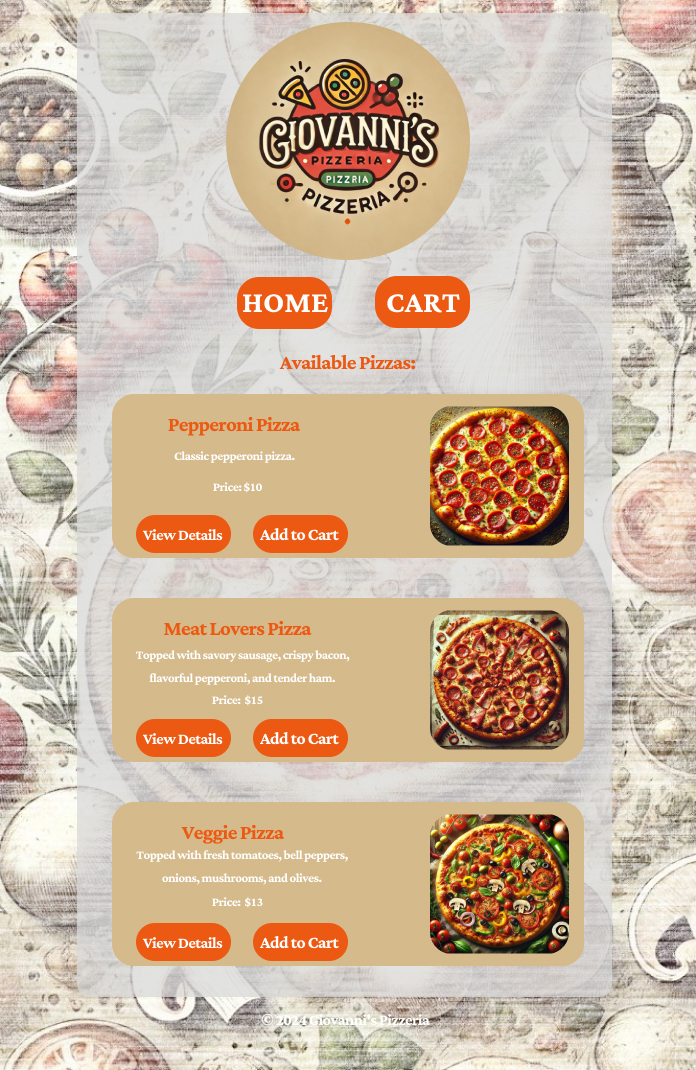 GIOVANNI'S
PIZZERIA
PIZZRIA
PIZZERIA
HOME CART
Available Pizzas:
Pepperoni Pizza
Classic pepperoni pizza.
Price: $10
View Details Add to Cart
Meat Lovers Pizza
Topped with savory sausage, crispy bacon,
flavorful pepperoni, and tender ham.
Price: $15
View Details Add to Cart
Veggie Pizza
Topped with fresh tomatoes, bell peppers,
onions, mushrooms, and olives.
Price: $13
View Details Add to Cart
© 2024 Giovanni's Pizzeria